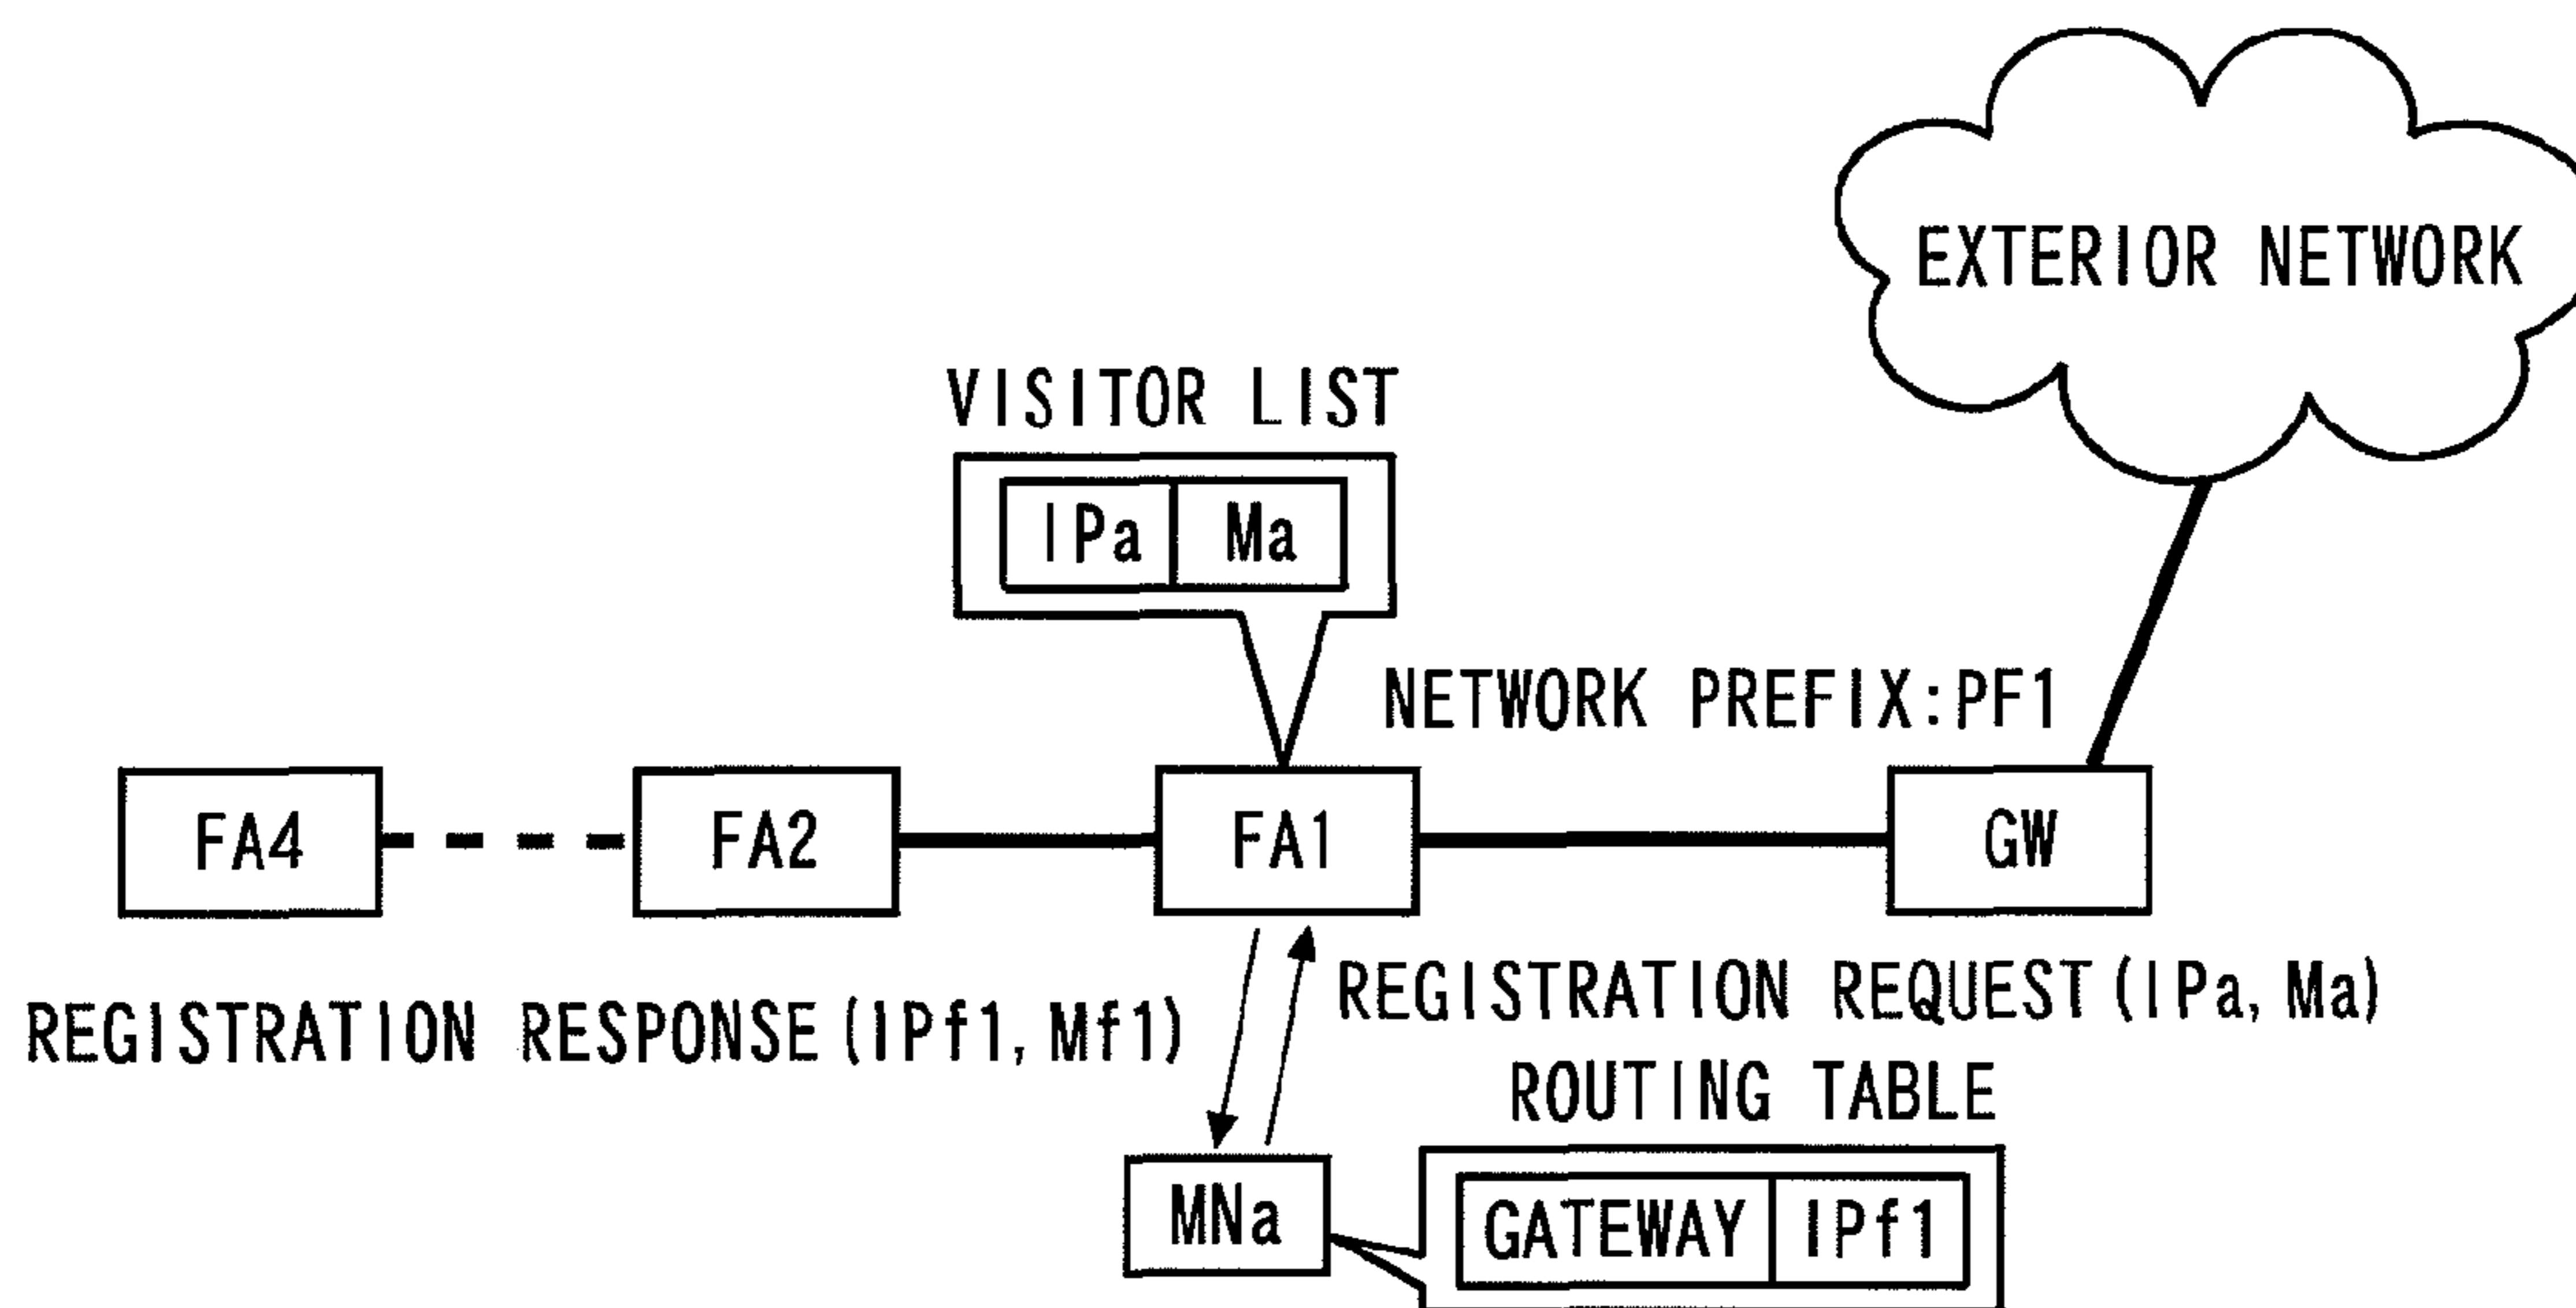 EXTERIOR NETWORK
VISITOR LIST
IPa Ma
NETWORK PREFIX:PF1
FA4 FA2 FA1 GW
REGISTRATION REQUEST(IPa, Ma)
REGISTRATION RESPONSE(IPf1, Mf1)
ROUTING TABLE
MNa GATEWAY IPf1